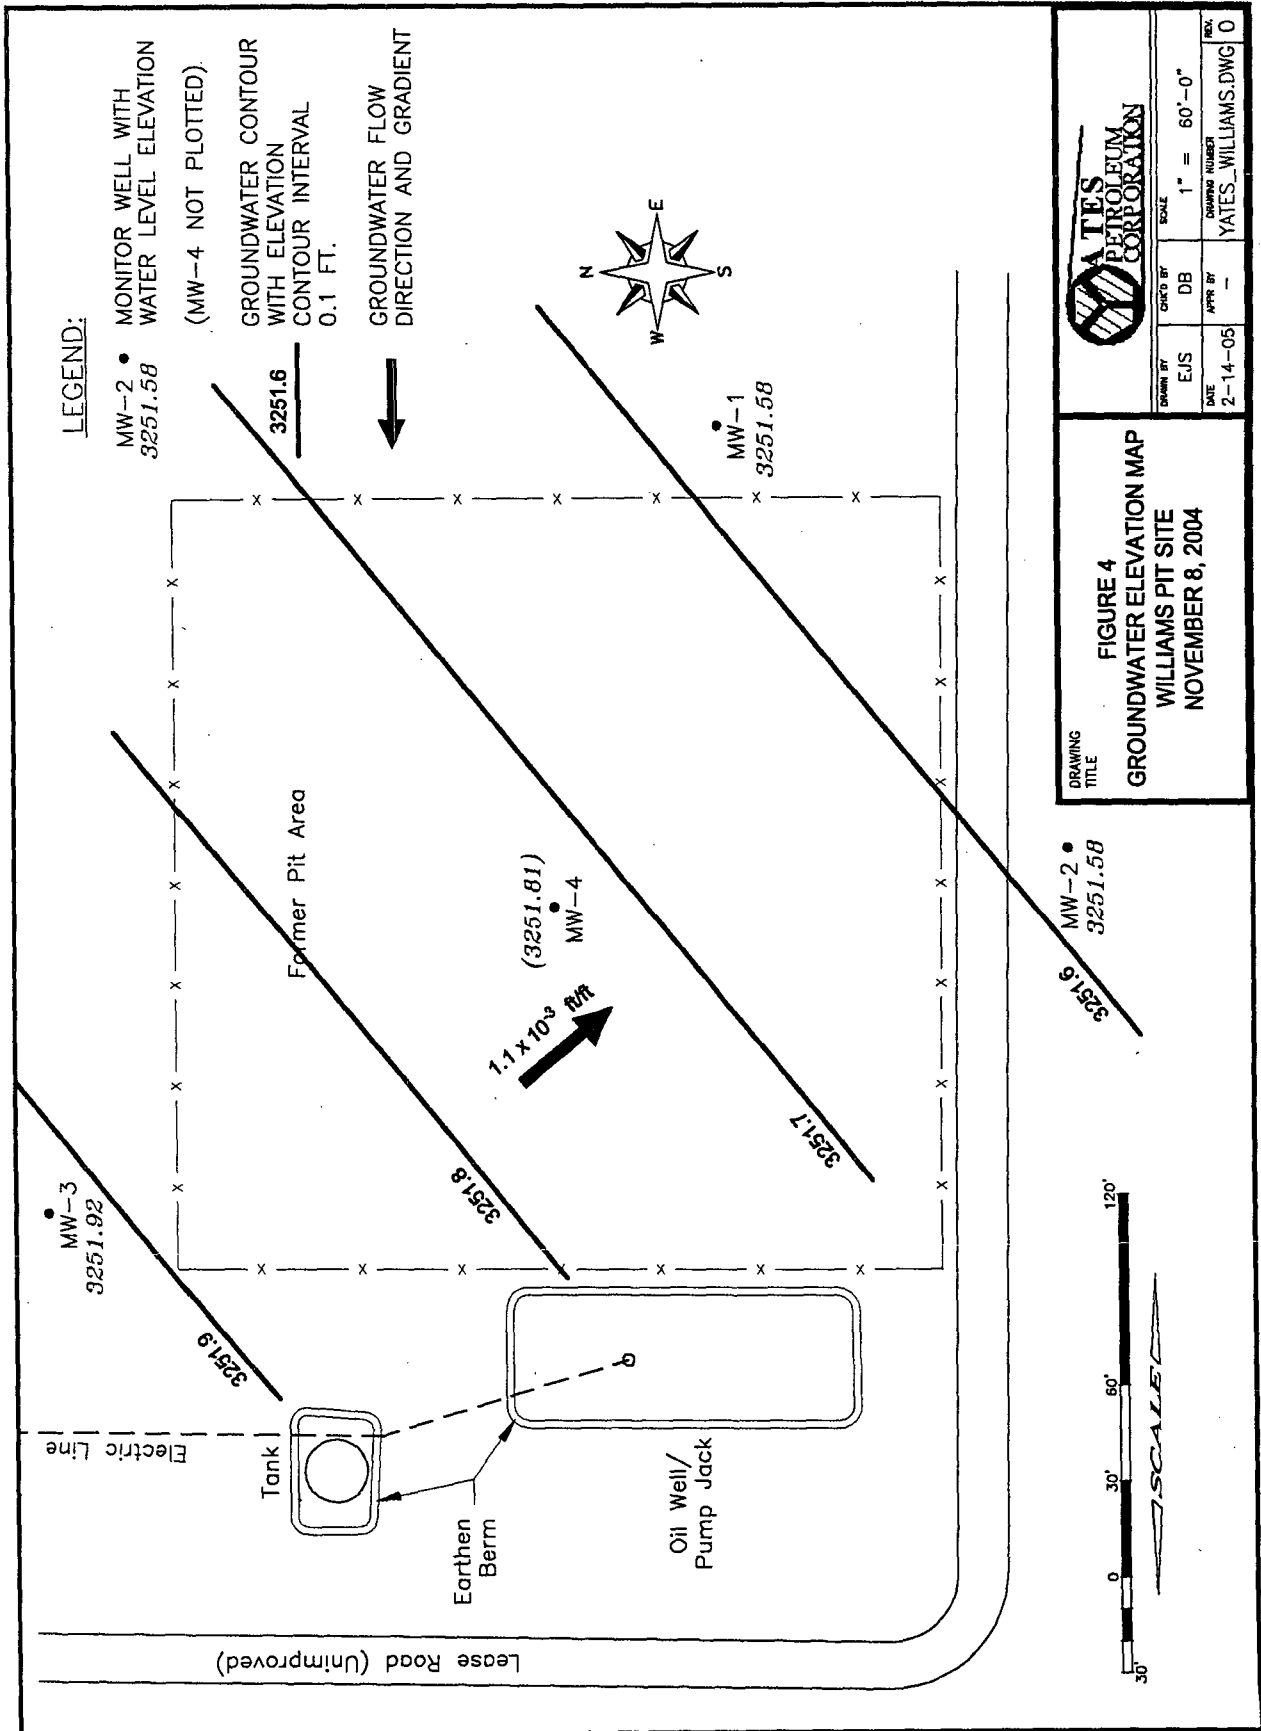 LEGEND:
MW-2 MONITOR WELL WITH
3251.58 WATER LEVEL ELEVATION
(MW-4 NOT PLOTTED)
3251.6 GROUNDWATER CONTOUR
WITH ELEVATION
CONTOUR INTERVAL
0.1 FT.
GROUNDWATER FLOW
DIRECTION AND GRADIENT
N
E
S
W
MW-3
3251.92
3251.9
Electric Line
Tank
Earthen
Berm
Oil Well/
Pump Jack
Lease Road (Unimproved)
Former Pit Area
3251.8
(3251.81)
MW-4
1.1 x 10-3 ft/ft
3251.7
MW-1
3251.58
MW-2
3251.58
3251.6
30' 0 30' 60' 120'
SCALE
DRAWING
TITLE
FIGURE 4
GROUNDWATER ELEVATION MAP
WILLIAMS PIT SITE
NOVEMBER 8, 2004
YATES
PETROLEUM
CORPORATION
DRAWN BY
EJS
CHK'D BY
DB
SCALE
1" = 60'-0"
DATE
2-14-05
APPR BY
-
DRAWING NUMBER
YATES_WILLIAMS.DWG
REV.
0